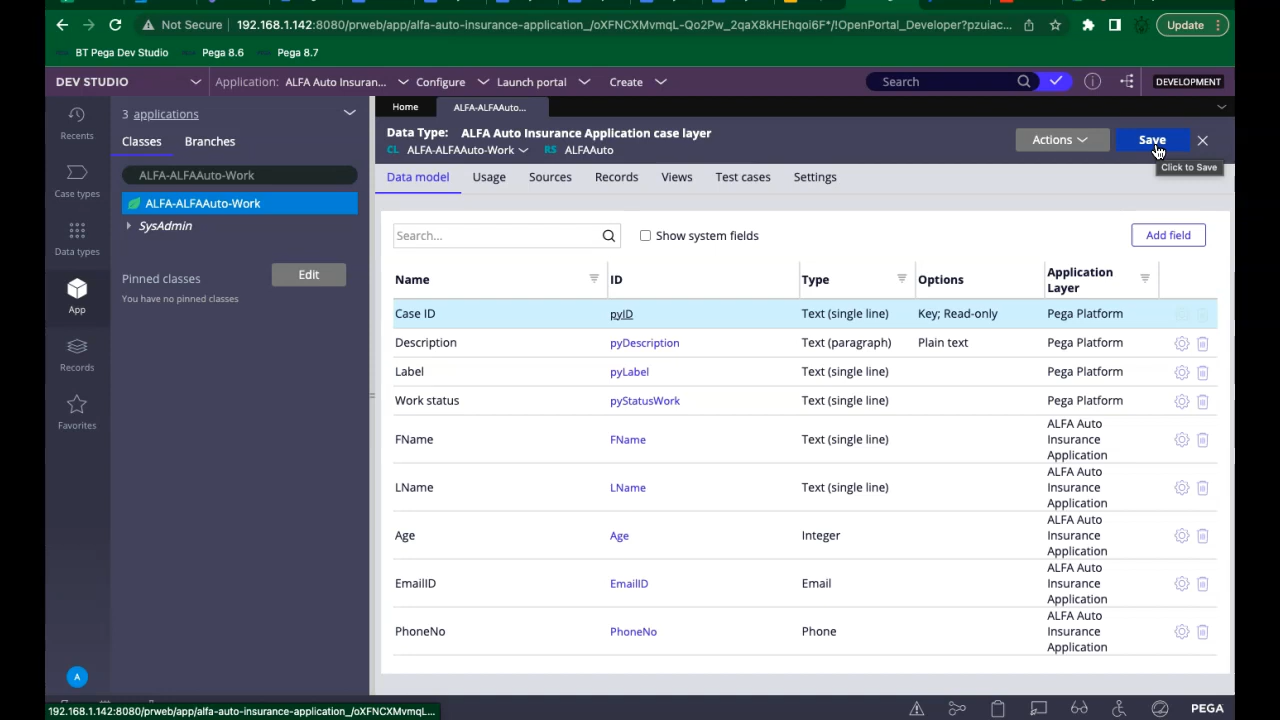 Not Secure 192.168.1.142:8080/prweb/app/alfa-auto-insurance-application_/oXFNCXMvmqL-Qo2Pw_2qaX8kHEhqoi6F*/!OpenPortal_Developer?pzuiac... Update
BT Pega Dev Studio Pega 8.6 Pega 8.7
DEV STUDIO Application: ALFA Auto Insuran... Configure Launch portal Create Search DEVELOPMENT
Recents
Case types
Data types
App
Records
Favorites
A
3 applications
Classes Branches
ALFA-ALFAAuto-Work
ALFA-ALFAAuto-Work
SysAdmin
Pinned classes Edit
You have no pinned classes
Home ALFA-ALFAAuto...
Data Type: ALFA Auto Insurance Application case layer
CL ALFA-ALFAAuto-Work RS ALFAAuto
Actions Save
Click to Save
Data model Usage Sources Records Views Test cases Settings
Search... Show system fields Add field
Name ID Type Options Application Layer
Case ID pyID Text (single line) Key; Read-only Pega Platform
Description pyDescription Text (paragraph) Plain text Pega Platform
Label pyLabel Text (single line) Pega Platform
Work status pyStatusWork Text (single line) Pega Platform
FName FName Text (single line) ALFA Auto Insurance Application
LName LName Text (single line) ALFA Auto Insurance Application
Age Age Integer ALFA Auto Insurance Application
EmailID EmailID Email ALFA Auto Insurance Application
PhoneNo PhoneNo Phone ALFA Auto Insurance Application
192.168.1.142:8080/prweb/app/alfa-auto-insurance-application_/oXFNCXMvmqL...
PEGA